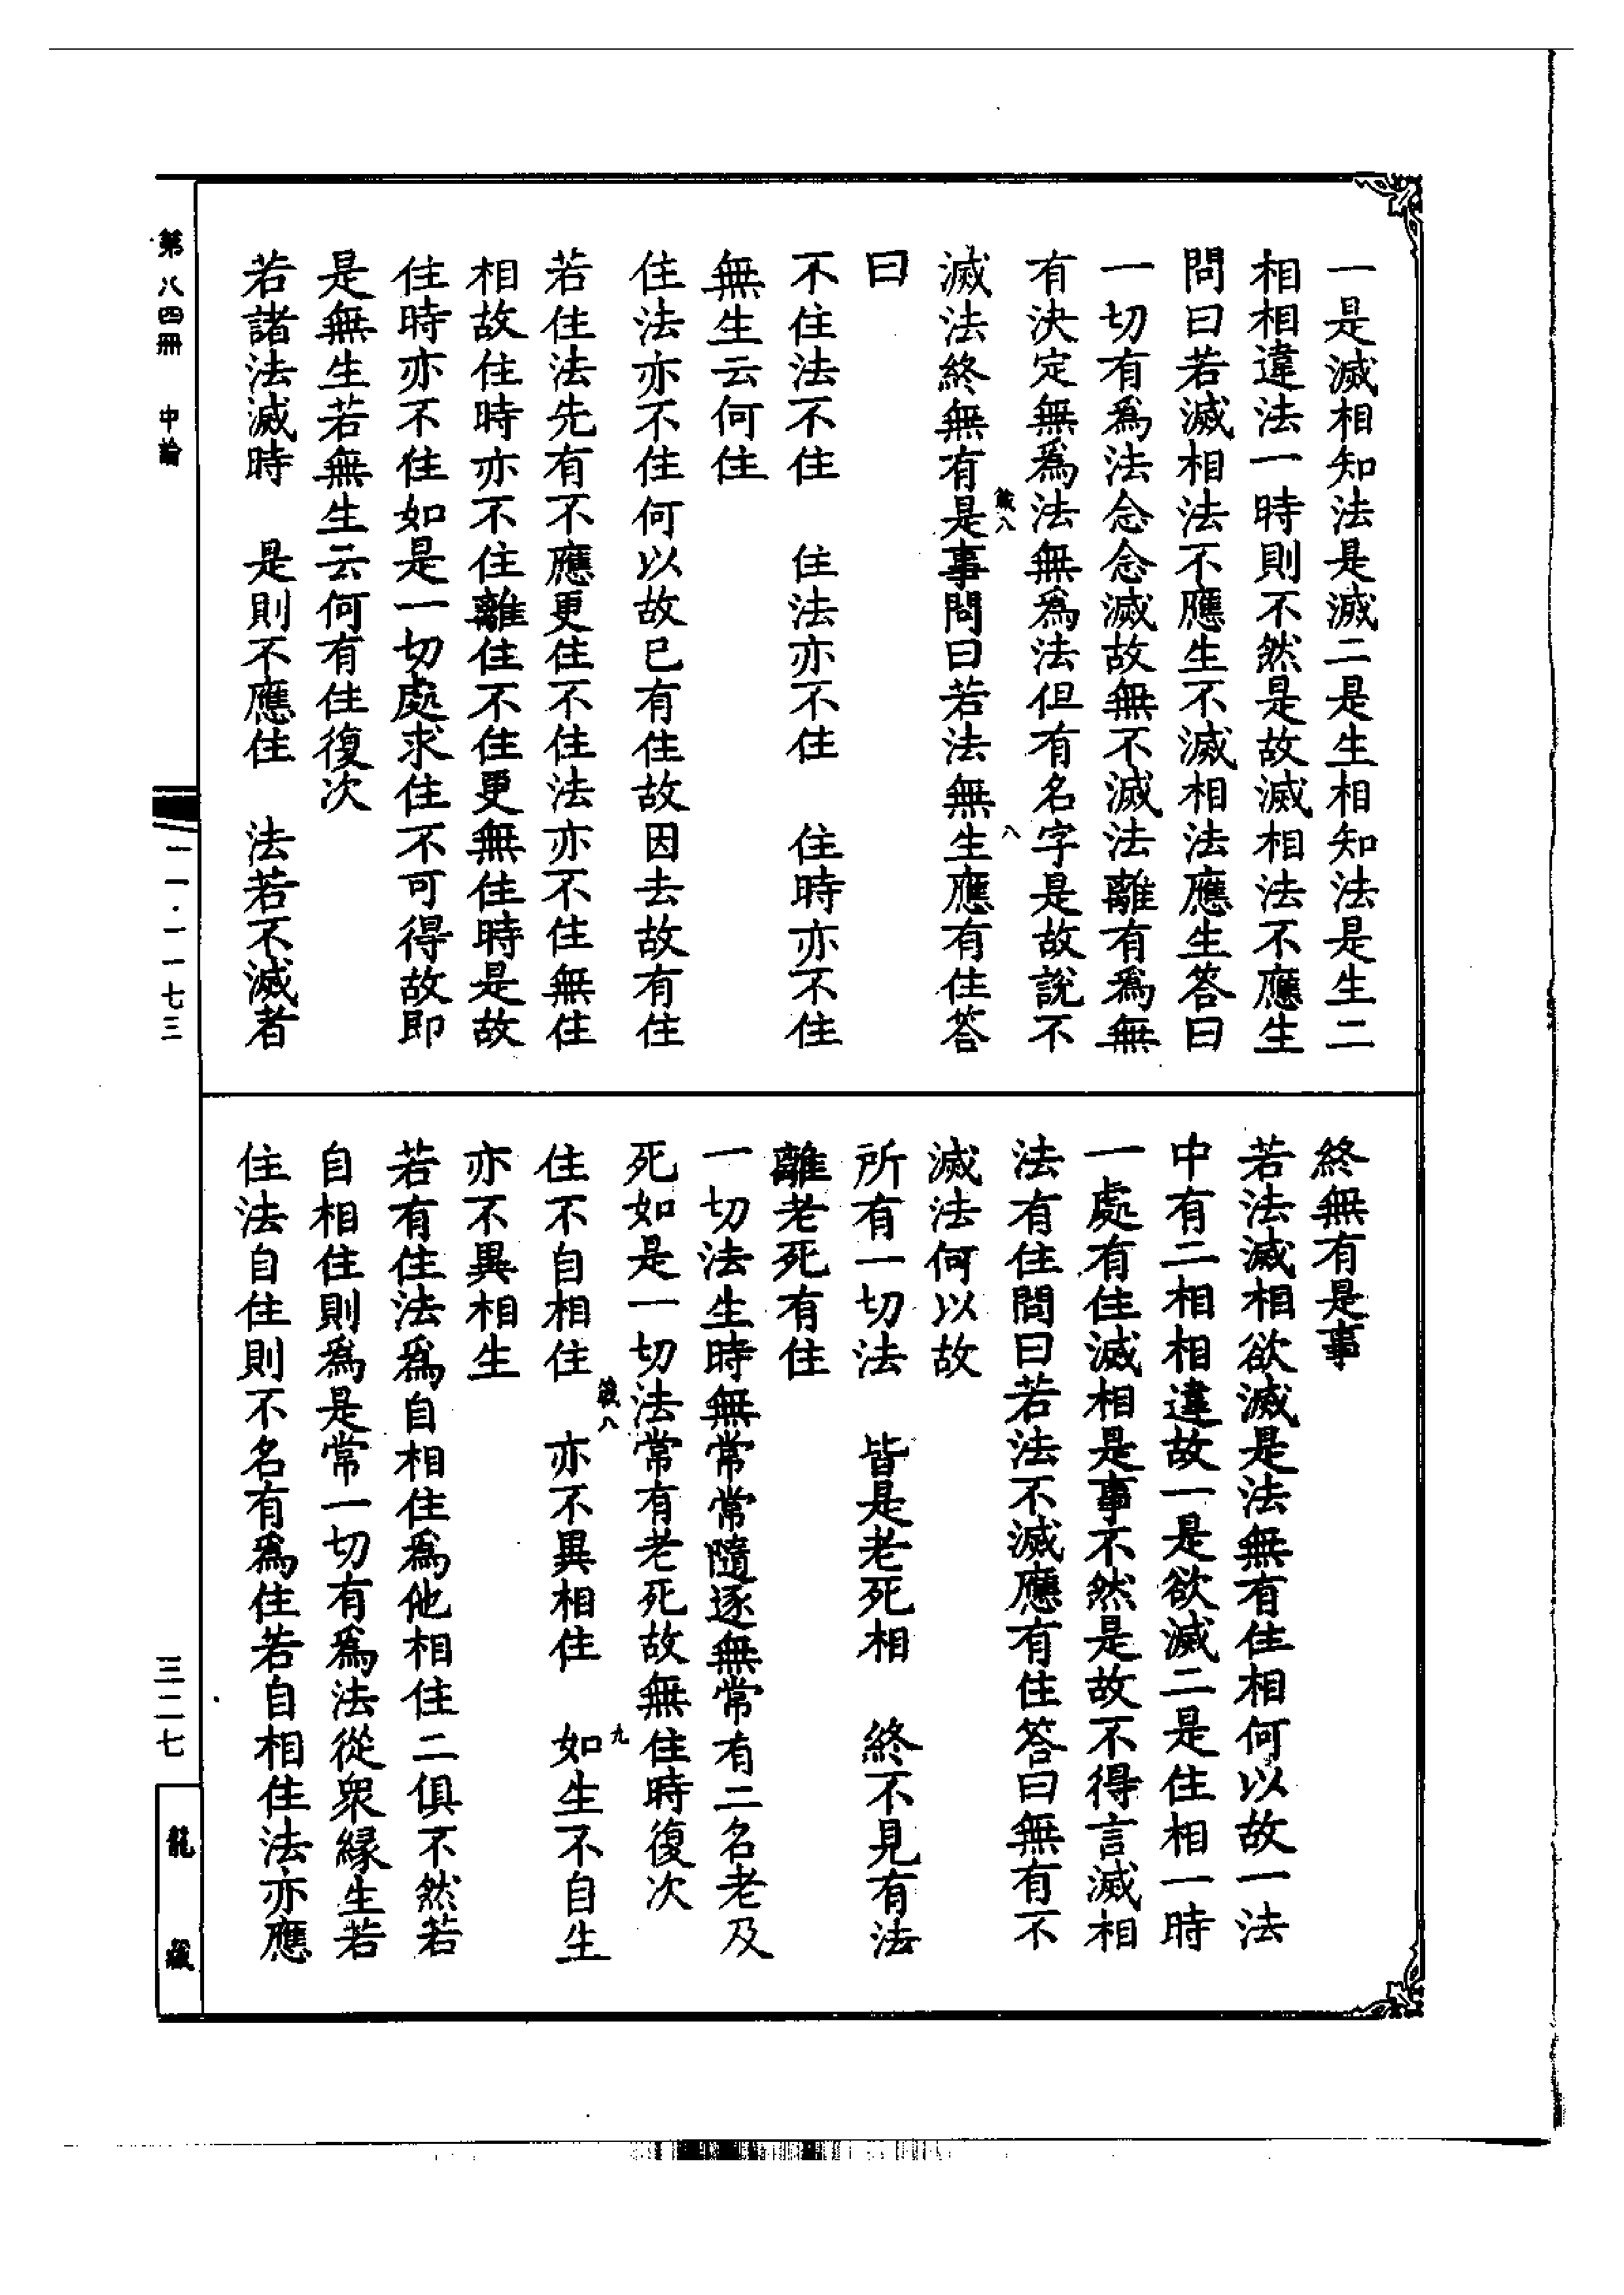 一是滅相知法是滅二是生相知法是生二
相相違法一時則不然是故滅相法不應生
問曰若滅相法不應生不滅相法應生答曰
一切有為法念念滅故無不滅法離有為無
有決定無為法無為法但有名字是故說不
滅法終無有是事問曰若法無生應有住答
曰
不住法不住　住法亦不住　住時亦不住
無生云何住
住法亦不住何以故已有住故因去故有住
若住法先有不應更住不住法亦不住無住
相故住時亦不住離住不住更無住時是故
住時亦不住如是一切處求住不可得故即
是無生若無生云何有住復次
若諸法滅時　是則不應住　法若不滅者
終無有是事
若法滅相欲滅是法無有住相何以故一法
中有二相相違故一是欲滅二是住相一時
一處有住滅相是事不然是故不得言滅相
法有住問曰若法不滅應有住答曰無有不
滅法何以故
所有一切法　皆是老死相　終不見有法
離老死有住
一切法生時無常常隨逐無常有二名老及
死如是一切法常有老死故無住時復次
住不自相住　亦不異相住　如生不自生
亦不異相生
若有住法為自相住為他相住二俱不然若
自相住則為是常一切有為法從眾緣生若
住法自住則不名有為住若自相住法亦應
八
八
九
第八四冊　中論
一一·一一七三
三二七
龍藏